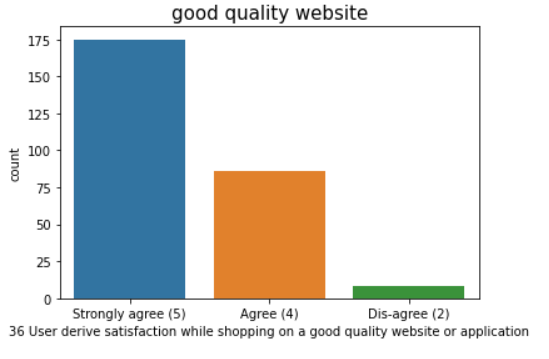 good quality website
175
150
125
100
75
50
25
0
count
Strongly agree (5) Agree (4) Dis-agree (2)
36 User derive satisfaction while shopping on a good quality website or application